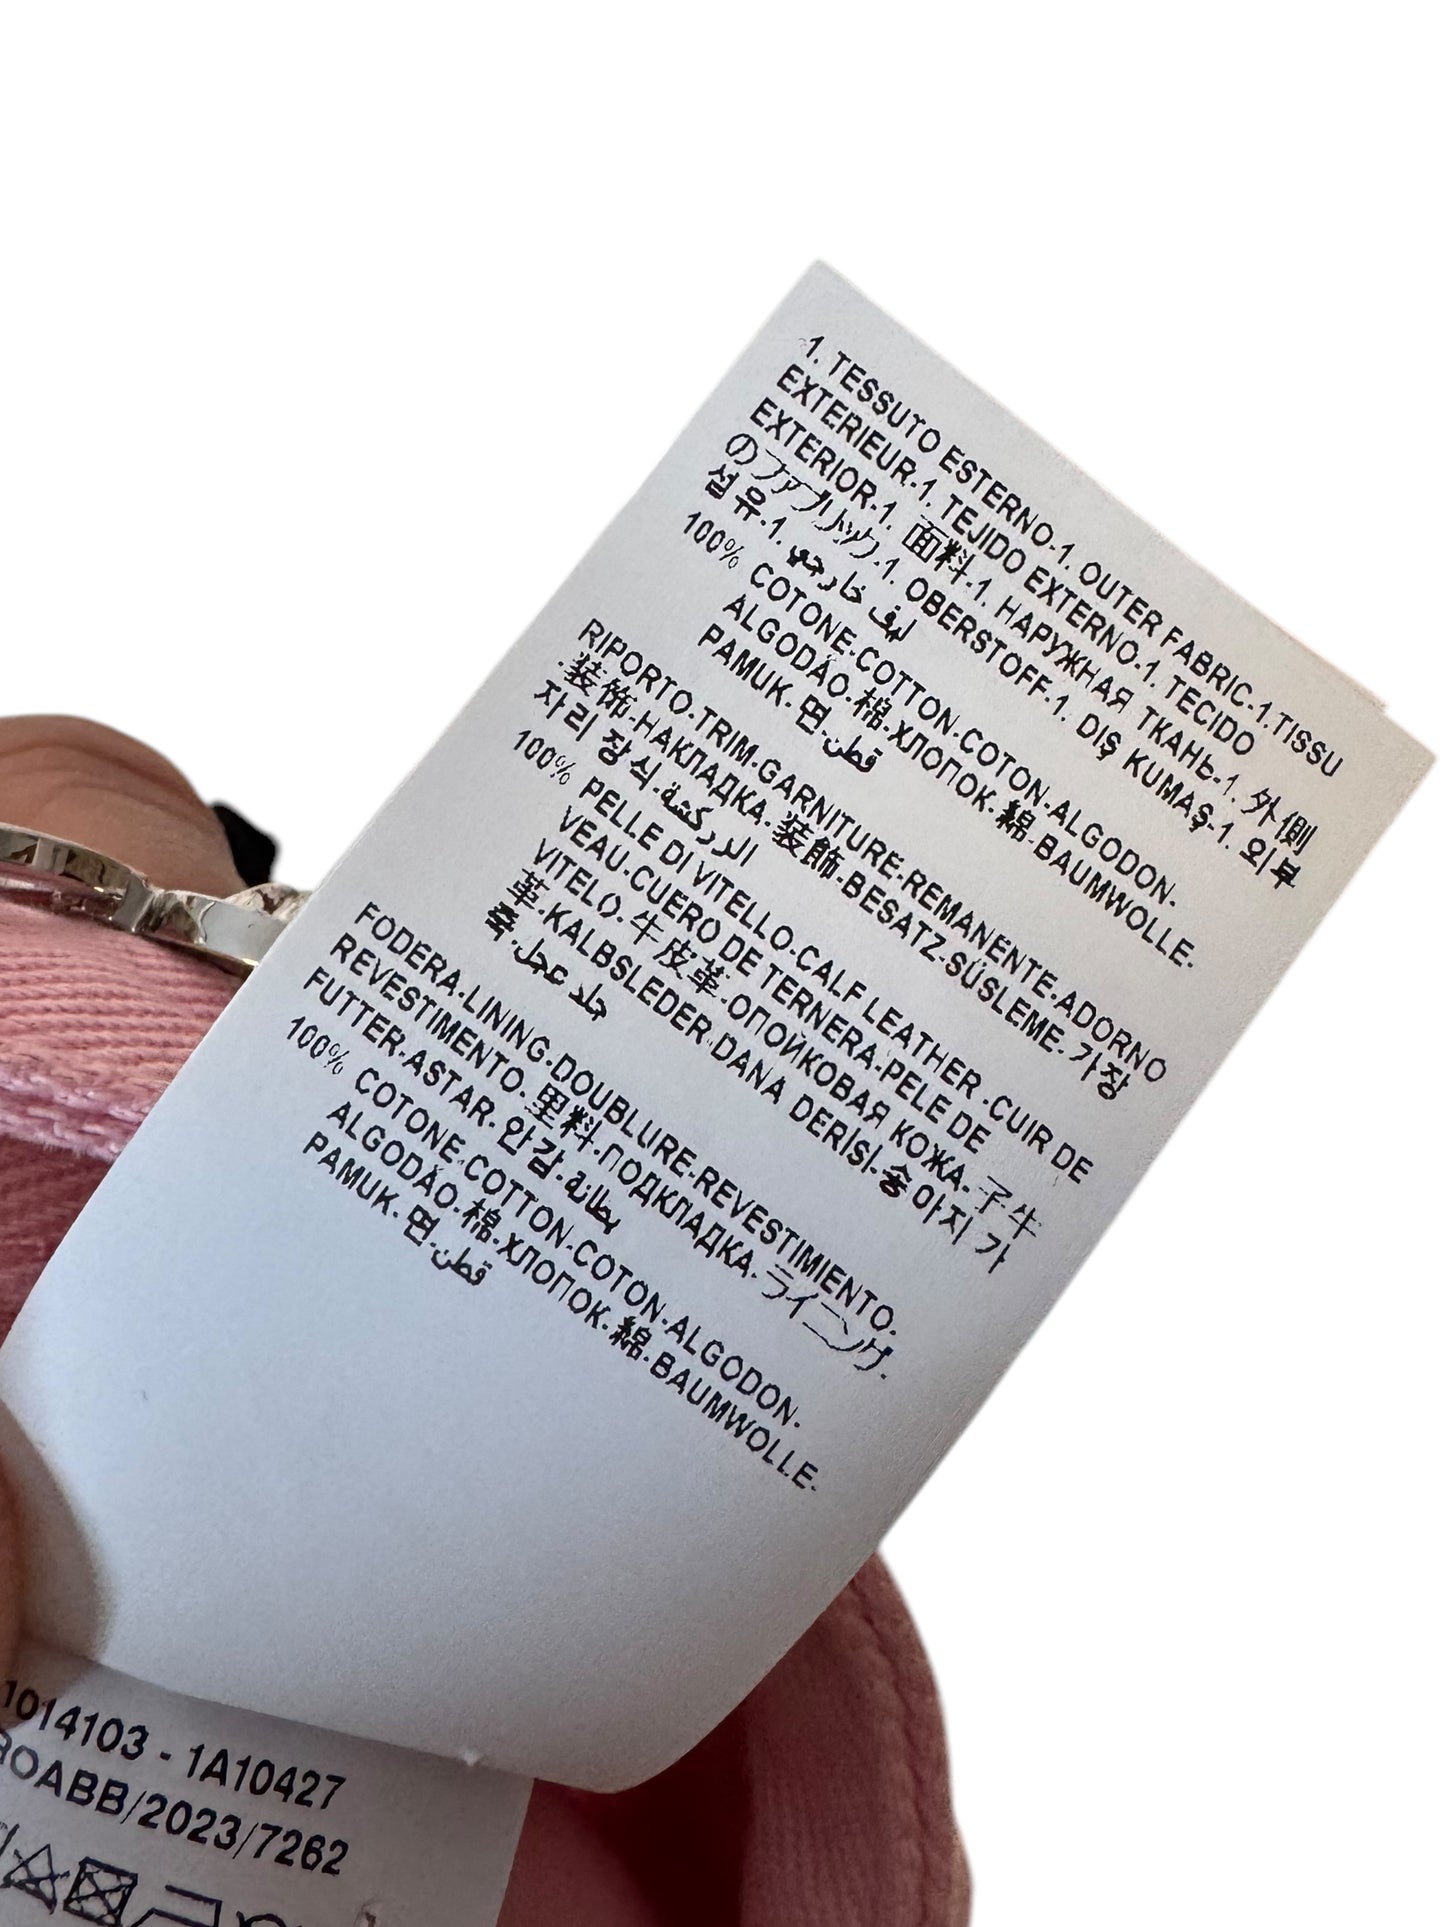 1. TESSUTO ESTERNO-1. OUTER FABRIC-1.TISSU
EXTERIEUR-1. TEJIDO EXTERNO-1. TECIDO
EXTERIOR-1. 面料-1. НАРУЖНАЯ ТКАНЬ-1. 外側
のファブリック-1. OBERSTOFF-1. DIŞ KUMAŞ-1. 외부
섬유-1. ليف خارجي
100% COTONE-COTTON-COTON-ALGODON-
ALGODÃO-棉-ХЛОПОК-綿-BAUMWOLLE-
PAMUK-면-قطن
RIPORTO-TRIM-GARNITURE-REMANENTE-ADORNO
-装饰-НАКЛАДКА-装飾-BESATZ-SÜSLEME-가장
자리 장식-الزركشة
100% PELLE DI VITELLO-CALF LEATHER -CUIR DE
VEAU-CUERO DE TERNERA-PELE DE
VITELO-牛皮革-ОПОЙКОВАЯ КОЖА-子牛
革-KALBSLEDER-DANA DERİSİ-송아지 가
죽-جلد عجل
FODERA-LINING-DOUBLURE-REVESTIMIENTO-
REVESTIMENTO-里料-ПОДКЛАДКА-ライニング-
FUTTER-ASTAR-안감-بطانة
100% COTONE-COTTON-COTON-ALGODON-
ALGODÃO-棉-ХЛОПОК-綿-BAUMWOLLE-
PAMUK-면-قطن
1014103 - 1A10427
ROABB/2023/7262